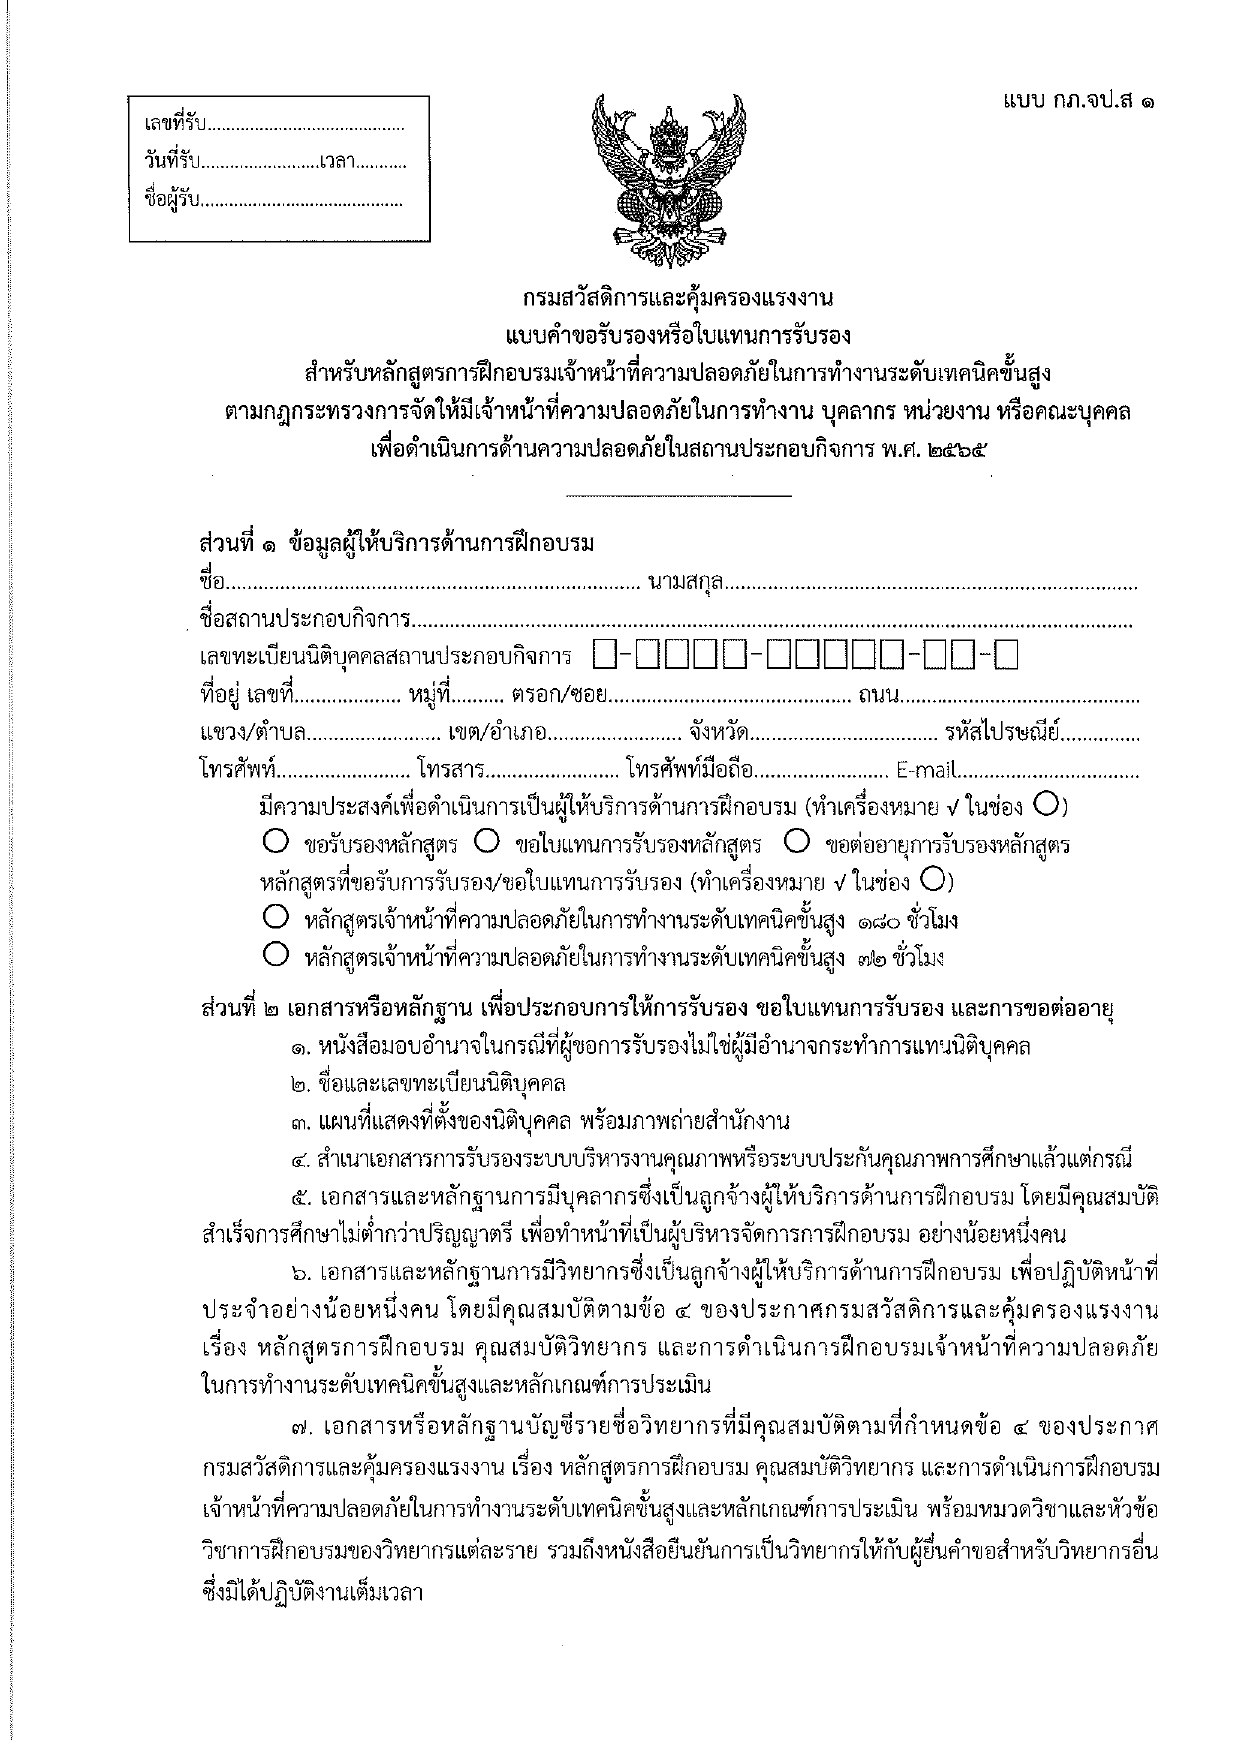 แบบ กภ.จป.ส ๑
เลขที่รับ..........................................
วันที่รับ.........................เวลา...........
ชื่อผู้รับ...........................................
กรมสวัสดิการและคุ้มครองแรงงาน
แบบคำขอรับรองหรือใบแทนการรับรอง
สำหรับหลักสูตรการฝึกอบรมเจ้าหน้าที่ความปลอดภัยในการทำงานระดับเทคนิคขั้นสูง
ตามกฎกระทรวงการจัดให้มีเจ้าหน้าที่ความปลอดภัยในการทำงาน บุคลากร หน่วยงาน หรือคณะบุคคล
เพื่อดำเนินการด้านความปลอดภัยในสถานประกอบกิจการ พ.ศ. ๒๕๖๕
ส่วนที่ ๑ ข้อมูลผู้ให้บริการด้านการฝึกอบรม
ชื่อ............................................................................ นามสกุล............................................................................
ชื่อสถานประกอบกิจการ....................................................................................................................................
เลขทะเบียนนิติบุคคลสถานประกอบกิจการ □-□□□□-□□□□□-□□-□
ที่อยู่ เลขที่.................... หมู่ที่.......... ตรอก/ซอย............................................. ถนน............................................
แขวง/ตำบล......................... เขต/อำเภอ......................... จังหวัด................................... รหัสไปรษณีย์...............
โทรศัพท์......................... โทรสาร......................... โทรศัพท์มือถือ......................... E-mail..................................
มีความประสงค์เพื่อดำเนินการเป็นผู้ให้บริการด้านการฝึกอบรม (ทำเครื่องหมาย √ ในช่อง ○)
○ ขอรับรองหลักสูตร ○ ขอใบแทนการรับรองหลักสูตร ○ ขอต่ออายุการรับรองหลักสูตร
หลักสูตรที่ขอรับการรับรอง/ขอใบแทนการรับรอง (ทำเครื่องหมาย √ ในช่อง ○)
○ หลักสูตรเจ้าหน้าที่ความปลอดภัยในการทำงานระดับเทคนิคขั้นสูง ๑๘๐ ชั่วโมง
○ หลักสูตรเจ้าหน้าที่ความปลอดภัยในการทำงานระดับเทคนิคขั้นสูง ๓๒ ชั่วโมง
ส่วนที่ ๒ เอกสารหรือหลักฐาน เพื่อประกอบการให้การรับรอง ขอใบแทนการรับรอง และการขอต่ออายุ
๑. หนังสือมอบอำนาจในกรณีที่ผู้ขอการรับรองไม่ใช่ผู้มีอำนาจกระทำการแทนนิติบุคคล
๒. ชื่อและเลขทะเบียนนิติบุคคล
๓. แผนที่แสดงที่ตั้งของนิติบุคคล พร้อมภาพถ่ายสำนักงาน
๔. สำเนาเอกสารการรับรองระบบบริหารงานคุณภาพหรือระบบประกันคุณภาพการศึกษาแล้วแต่กรณี
๕. เอกสารและหลักฐานการมีบุคลากรซึ่งเป็นลูกจ้างผู้ให้บริการด้านการฝึกอบรม โดยมีคุณสมบัติ
สำเร็จการศึกษาไม่ต่ำกว่าปริญญาตรี เพื่อทำหน้าที่เป็นผู้บริหารจัดการการฝึกอบรม อย่างน้อยหนึ่งคน
๖. เอกสารและหลักฐานการมีวิทยากรซึ่งเป็นลูกจ้างผู้ให้บริการด้านการฝึกอบรม เพื่อปฏิบัติหน้าที่
ประจำอย่างน้อยหนึ่งคน โดยมีคุณสมบัติตามข้อ ๔ ของประกาศกรมสวัสดิการและคุ้มครองแรงงาน
เรื่อง หลักสูตรการฝึกอบรม คุณสมบัติวิทยากร และการดำเนินการฝึกอบรมเจ้าหน้าที่ความปลอดภัย
ในการทำงานระดับเทคนิคขั้นสูงและหลักเกณฑ์การประเมิน
๗. เอกสารหรือหลักฐานบัญชีรายชื่อวิทยากรที่มีคุณสมบัติตามที่กำหนดข้อ ๔ ของประกาศ
กรมสวัสดิการและคุ้มครองแรงงาน เรื่อง หลักสูตรการฝึกอบรม คุณสมบัติวิทยากร และการดำเนินการฝึกอบรม
เจ้าหน้าที่ความปลอดภัยในการทำงานระดับเทคนิคขั้นสูงและหลักเกณฑ์การประเมิน พร้อมหมวดวิชาและหัวข้อ
วิชาการฝึกอบรมของวิทยากรแต่ละราย รวมถึงหนังสือยืนยันการเป็นวิทยากรให้กับผู้ยื่นคำขอสำหรับวิทยากรอื่น
ซึ่งมิได้ปฏิบัติงานเต็มเวลา